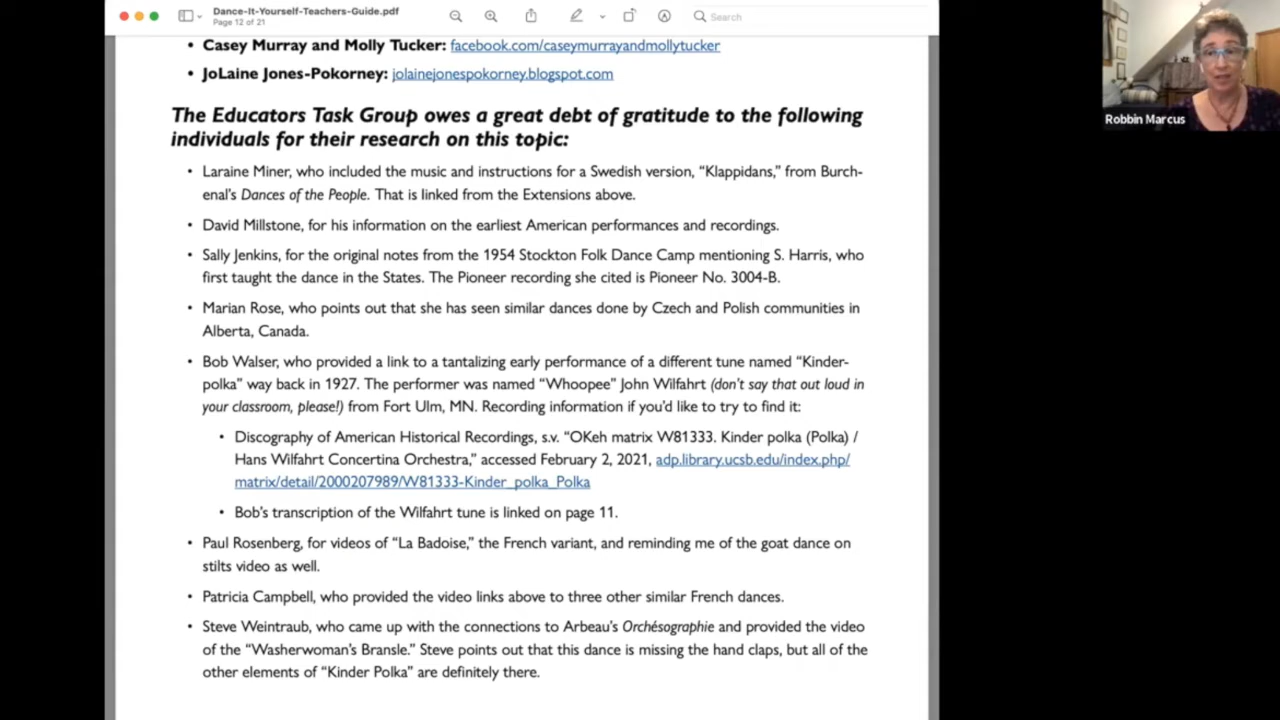 Dance-It-Yourself-Teachers-Guide.pdf
Page 12 of 21
Search
• Casey Murray and Molly Tucker: facebook.com/caseymurrayandmollytucker
• JoLaine Jones-Pokorney: jolainejonespokorney.blogspot.com
Robbin Marcus
The Educators Task Group owes a great debt of gratitude to the following
individuals for their research on this topic:
• Laraine Miner, who included the music and instructions for a Swedish version, “Klappidans,” from Burch-
enal’s Dances of the People. That is linked from the Extensions above.
• David Millstone, for his information on the earliest American performances and recordings.
• Sally Jenkins, for the original notes from the 1954 Stockton Folk Dance Camp mentioning S. Harris, who
first taught the dance in the States. The Pioneer recording she cited is Pioneer No. 3004-B.
• Marian Rose, who points out that she has seen similar dances done by Czech and Polish communities in
Alberta, Canada.
• Bob Walser, who provided a link to a tantalizing early performance of a different tune named “Kinder-
polka” way back in 1927. The performer was named “Whoopee” John Wilfahrt (don’t say that out loud in
your classroom, please!) from Fort Ulm, MN. Recording information if you’d like to try to find it:
• Discography of American Historical Recordings, s.v. “OKeh matrix W81333. Kinder polka (Polka) /
Hans Wilfahrt Concertina Orchestra,” accessed February 2, 2021, adp.library.ucsb.edu/index.php/
matrix/detail/2000207989/W81333-Kinder_polka_Polka
• Bob’s transcription of the Wilfahrt tune is linked on page 11.
• Paul Rosenberg, for videos of “La Badoise,” the French variant, and reminding me of the goat dance on
stilts video as well.
• Patricia Campbell, who provided the video links above to three other similar French dances.
• Steve Weintraub, who came up with the connections to Arbeau’s Orchésographie and provided the video
of the “Washerwoman’s Bransle.” Steve points out that this dance is missing the hand claps, but all of the
other elements of “Kinder Polka” are definitely there.